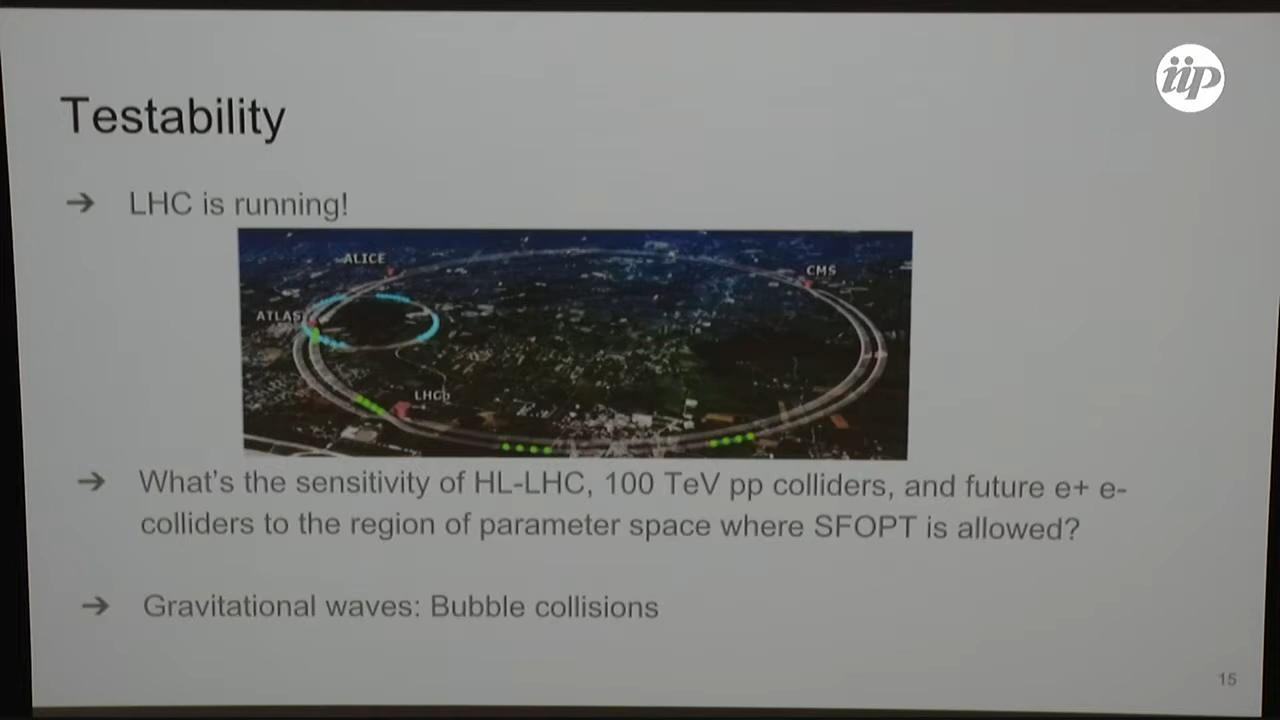 iip
Testability
➔ LHC is running!
ALICE
CMS
ATLAS
LHCb
➔ What's the sensitivity of HL-LHC, 100 TeV pp colliders, and future e+ e-
colliders to the region of parameter space where SFOPT is allowed?
➔ Gravitational waves: Bubble collisions
15